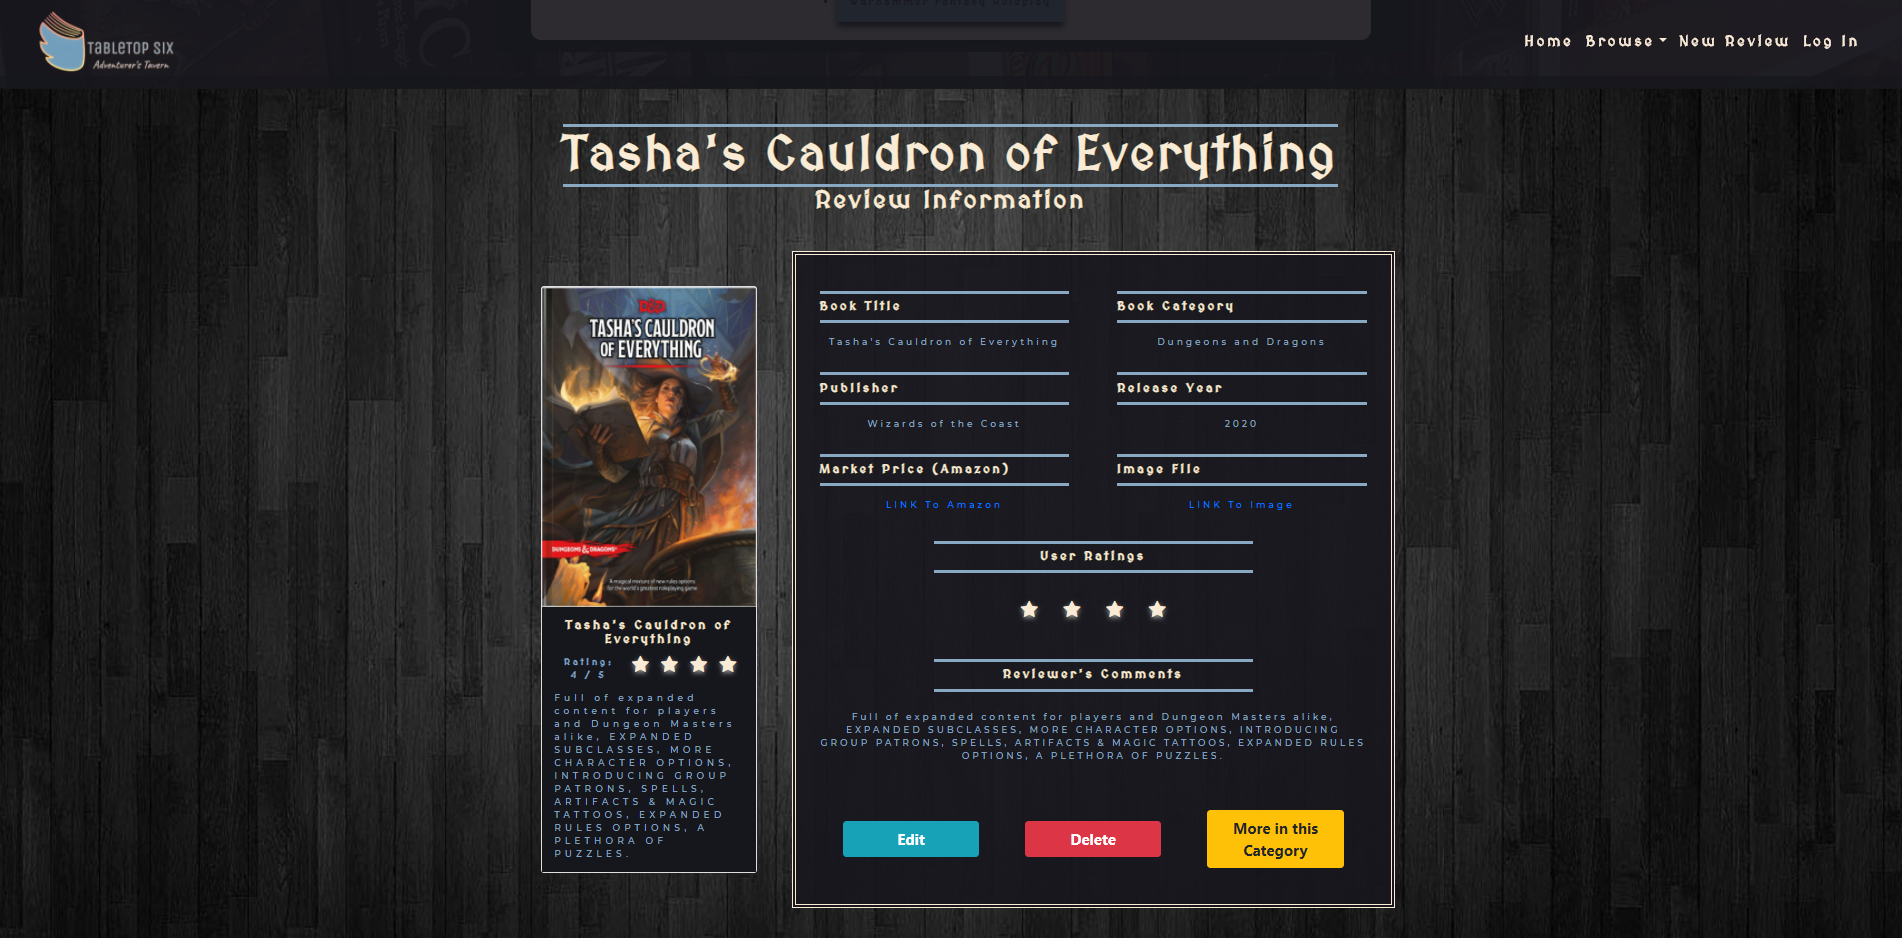 Warhammer Fantasy Roleplay
TABLETOP SIX
Adventurer's Tavern
Home Browse New Review Log In
Tasha's Cauldron of Everything
Review Information
D&D
TASHA'S CAULDRON
OF EVERYTHING
DUNGEONS & DRAGONS
A magical mixture of new rules options
for the world's greatest roleplaying game
Tasha's Cauldron of
Everything
Rating:
4 / 5
Full of expanded
content for players
and Dungeon Masters
alike, EXPANDED
SUBCLASSES, MORE
CHARACTER OPTIONS,
INTRODUCING GROUP
PATRONS, SPELLS,
ARTIFACTS & MAGIC
TATTOOS, EXPANDED
RULES OPTIONS, A
PLETHORA OF
PUZZLES.
Book Title
Tasha's Cauldron of Everything
Book Category
Dungeons and Dragons
Publisher
Wizards of the Coast
Release Year
2020
Market Price (Amazon)
LINK To Amazon
Image File
LINK To Image
User Ratings
Reviewer's Comments
Full of expanded content for players and Dungeon Masters alike,
EXPANDED SUBCLASSES, MORE CHARACTER OPTIONS, INTRODUCING
GROUP PATRONS, SPELLS, ARTIFACTS & MAGIC TATTOOS, EXPANDED RULES
OPTIONS, A PLETHORA OF PUZZLES.
Edit
Delete
More in this
Category